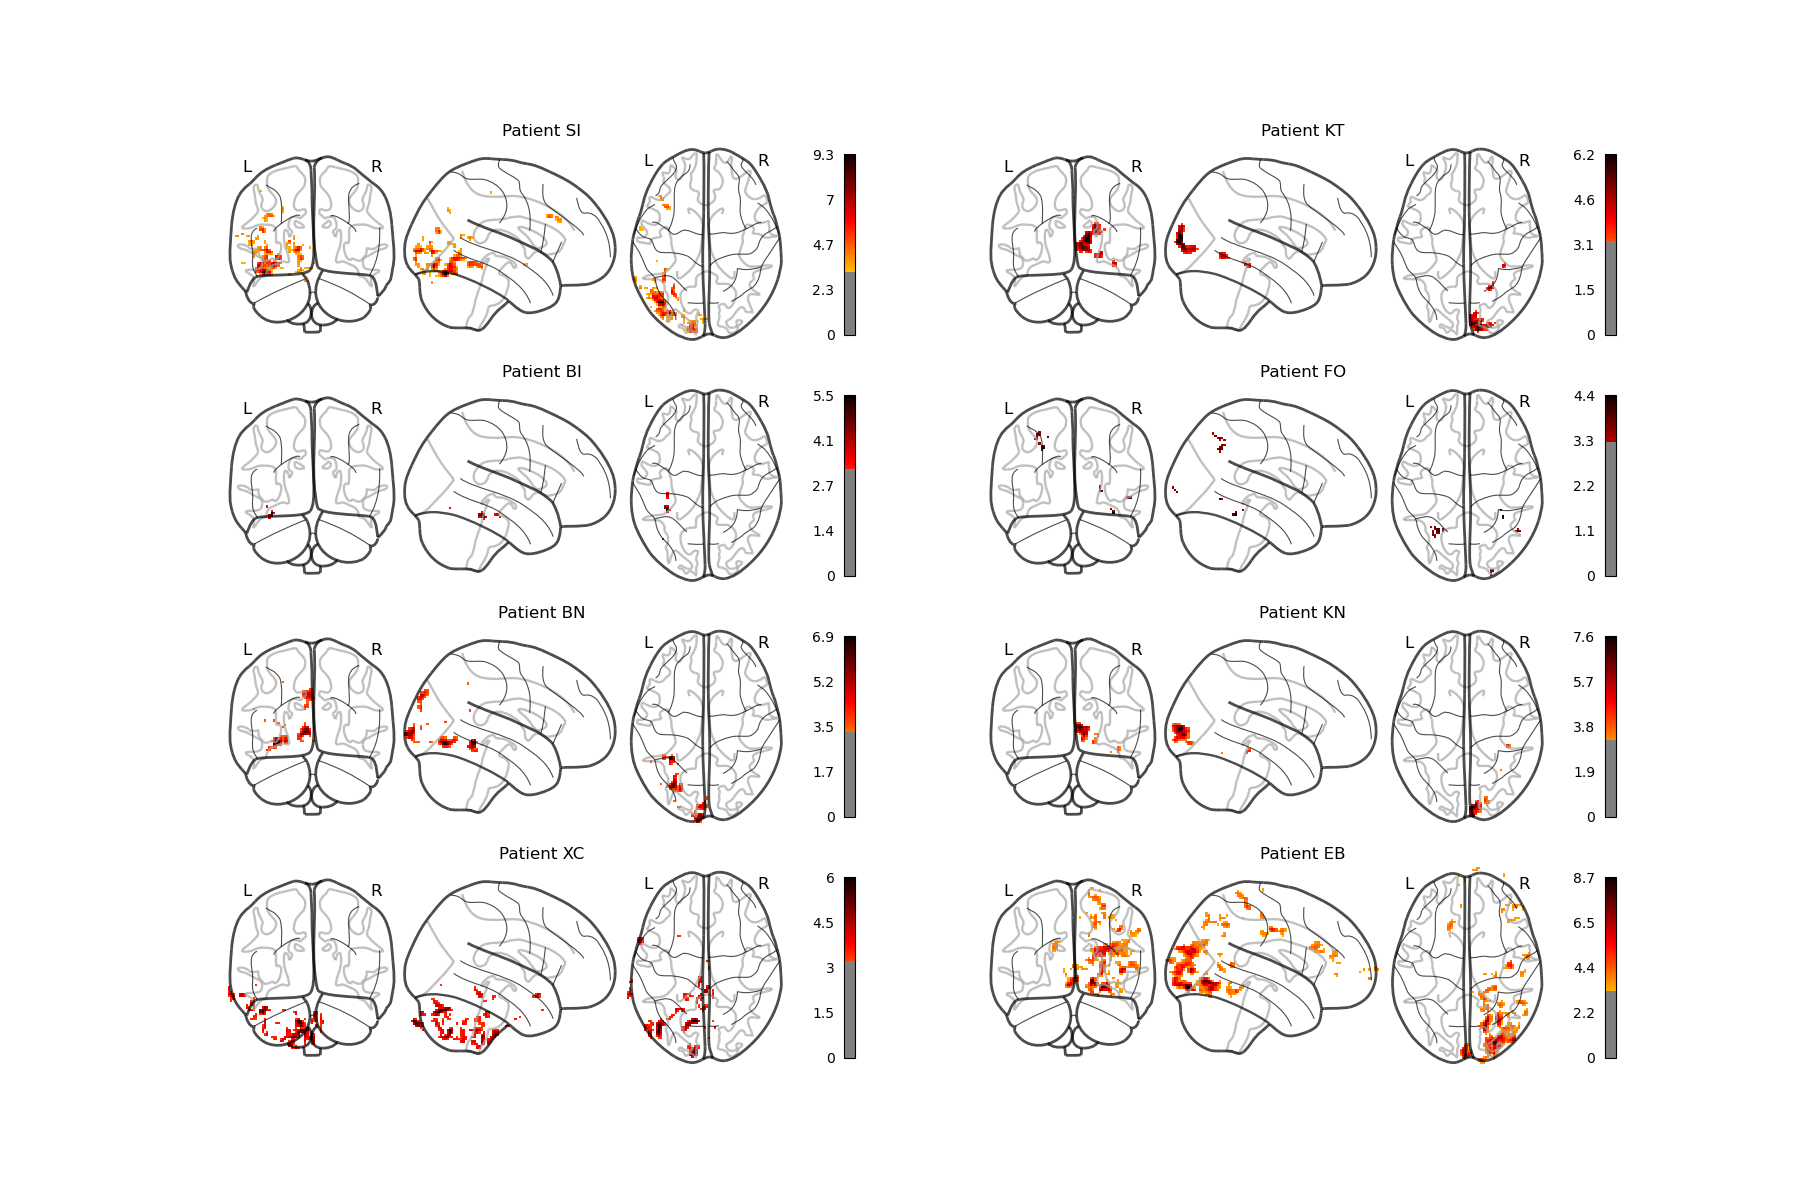 Patient SI
L R L R
9.3
7
4.7
2.3
0
Patient KT
L R L R
6.2
4.6
3.1
1.5
0
Patient BI
L R L R
5.5
4.1
2.7
1.4
0
Patient FO
L R L R
4.4
3.3
2.2
1.1
0
Patient BN
L R L R
6.9
5.2
3.5
1.7
0
Patient KN
L R L R
7.6
5.7
3.8
1.9
0
Patient XC
L R L R
6
4.5
3
1.5
0
Patient EB
L R L R
8.7
6.5
4.4
2.2
0